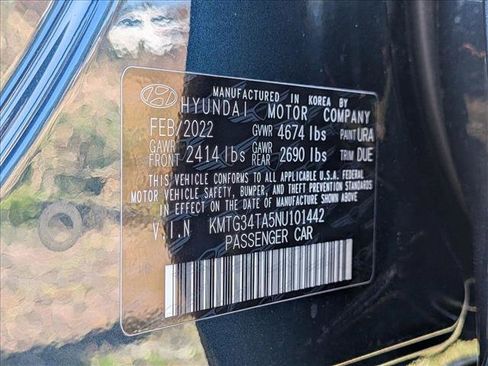 MANUFACTURED IN KOREA BY
HYUNDAI MOTOR COMPANY
FEB/2022 GVWR 4674 lbs PAINT URA
GAWR FRONT 2414 lbs GAWR REAR 2690 lbs TRIM DUE
THIS VEHICLE CONFORMS TO ALL APPLICABLE U.S.A. FEDERAL
MOTOR VEHICLE SAFETY, BUMPER, AND THEFT PREVENTION STANDARDS
IN EFFECT ON THE DATE OF MANUFACTURE SHOWN ABOVE.
V.I.N KMTG34TA5NU101442
PASSENGER CAR